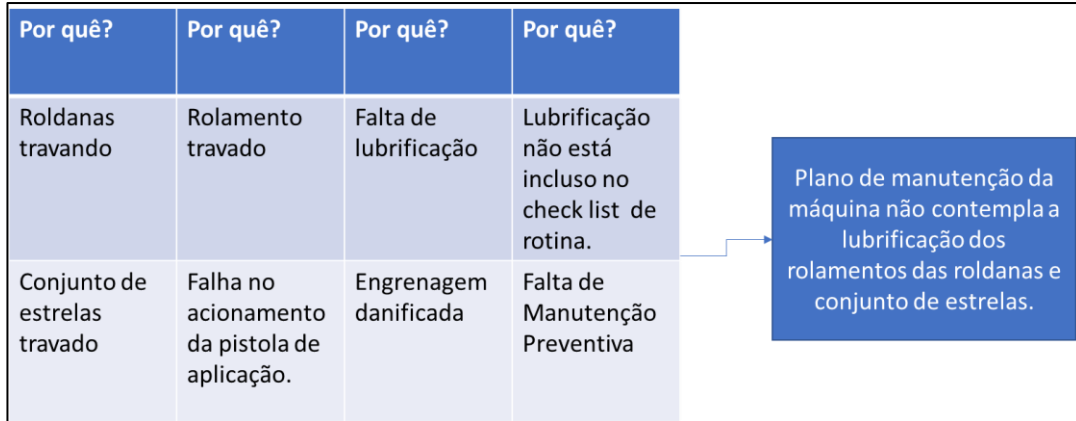 Por quê?
Por quê?
Por quê?
Por quê?
Roldanas
travando
Rolamento
travado
Falta de
lubrificação
Lubrificação
não está
incluso no
check list de
rotina.
Conjunto de
estrelas
travado
Falha no
acionamento
da pistola de
aplicação.
Engrenagem
danificada
Falta de
Manutenção
Preventiva
Plano de manutenção da
máquina não contempla a
lubrificação dos
rolamentos das roldanas e
conjunto de estrelas.